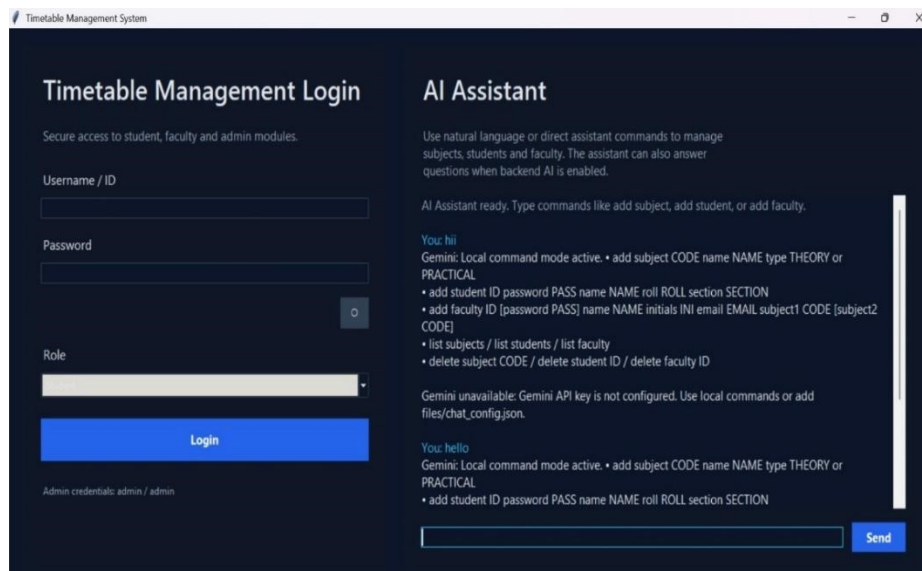 Timetable Management System
Timetable Management Login
Secure access to student, faculty and admin modules.
Username / ID
Password
Role
Login
Admin credentials: admin / admin
AI Assistant
Use natural language or direct assistant commands to manage
subjects, students and faculty. The assistant can also answer
questions when backend AI is enabled.
AI Assistant ready. Type commands like add subject, add student, or add faculty.
You: hii
Gemini: Local command mode active. • add subject CODE name NAME type THEORY or
PRACTICAL
• add student ID password PASS name NAME roll ROLL section SECTION
• add faculty ID [password PASS] name NAME initials INI email EMAIL subject1 CODE [subject2
CODE]
• list subjects / list students / list faculty
• delete subject CODE / delete student ID / delete faculty ID
Gemini unavailable: Gemini API key is not configured. Use local commands or add
files/chat_config.json.
You: hello
Gemini: Local command mode active. • add subject CODE name NAME type THEORY or
PRACTICAL
• add student ID password PASS name NAME roll ROLL section SECTION
Send